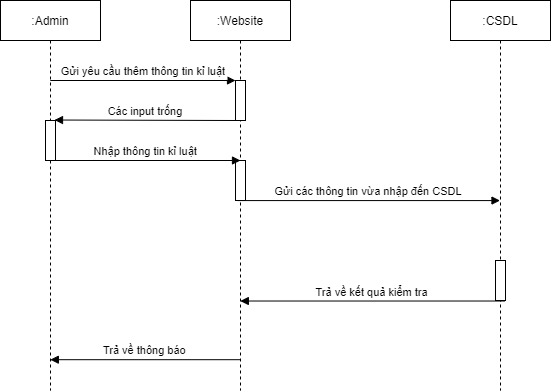 :Admin
:Website
:CSDL
Gửi yêu cầu thêm thông tin kỉ luật
Các input trống
Nhập thông tin kỉ luật
Gửi các thông tin vừa nhập đến CSDL
Trả về kết quả kiểm tra
Trả về thông báo